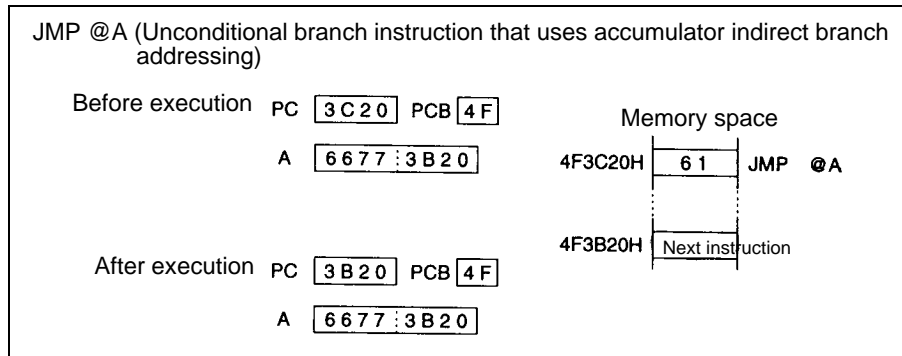 JMP @A (Unconditional branch instruction that uses accumulator indirect branch
addressing)
Before execution PC 3C20 PCB 4F
A 6677 3B20
Memory space
4F3C20H 61 JMP @A
4F3B20H Next instruction
After execution PC 3B20 PCB 4F
A 6677 3B20